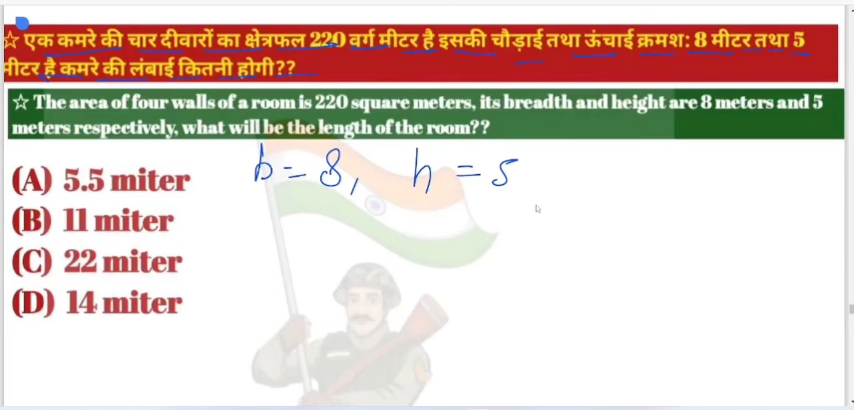 ☆ एक कमरे की चार दीवारों का क्षेत्रफल 220 वर्ग मीटर है इसकी चौड़ाई तथा ऊंचाई क्रमश: 8 मीटर तथा 5
मीटर है कमरे की लंबाई कितनी होगी??
☆ The area of four walls of a room is 220 square meters, its breadth and height are 8 meters and 5
meters respectively, what will be the length of the room??
b = 8, h = 5
(A) 5.5 miter
(B) 11 miter
(C) 22 miter
(D) 14 miter